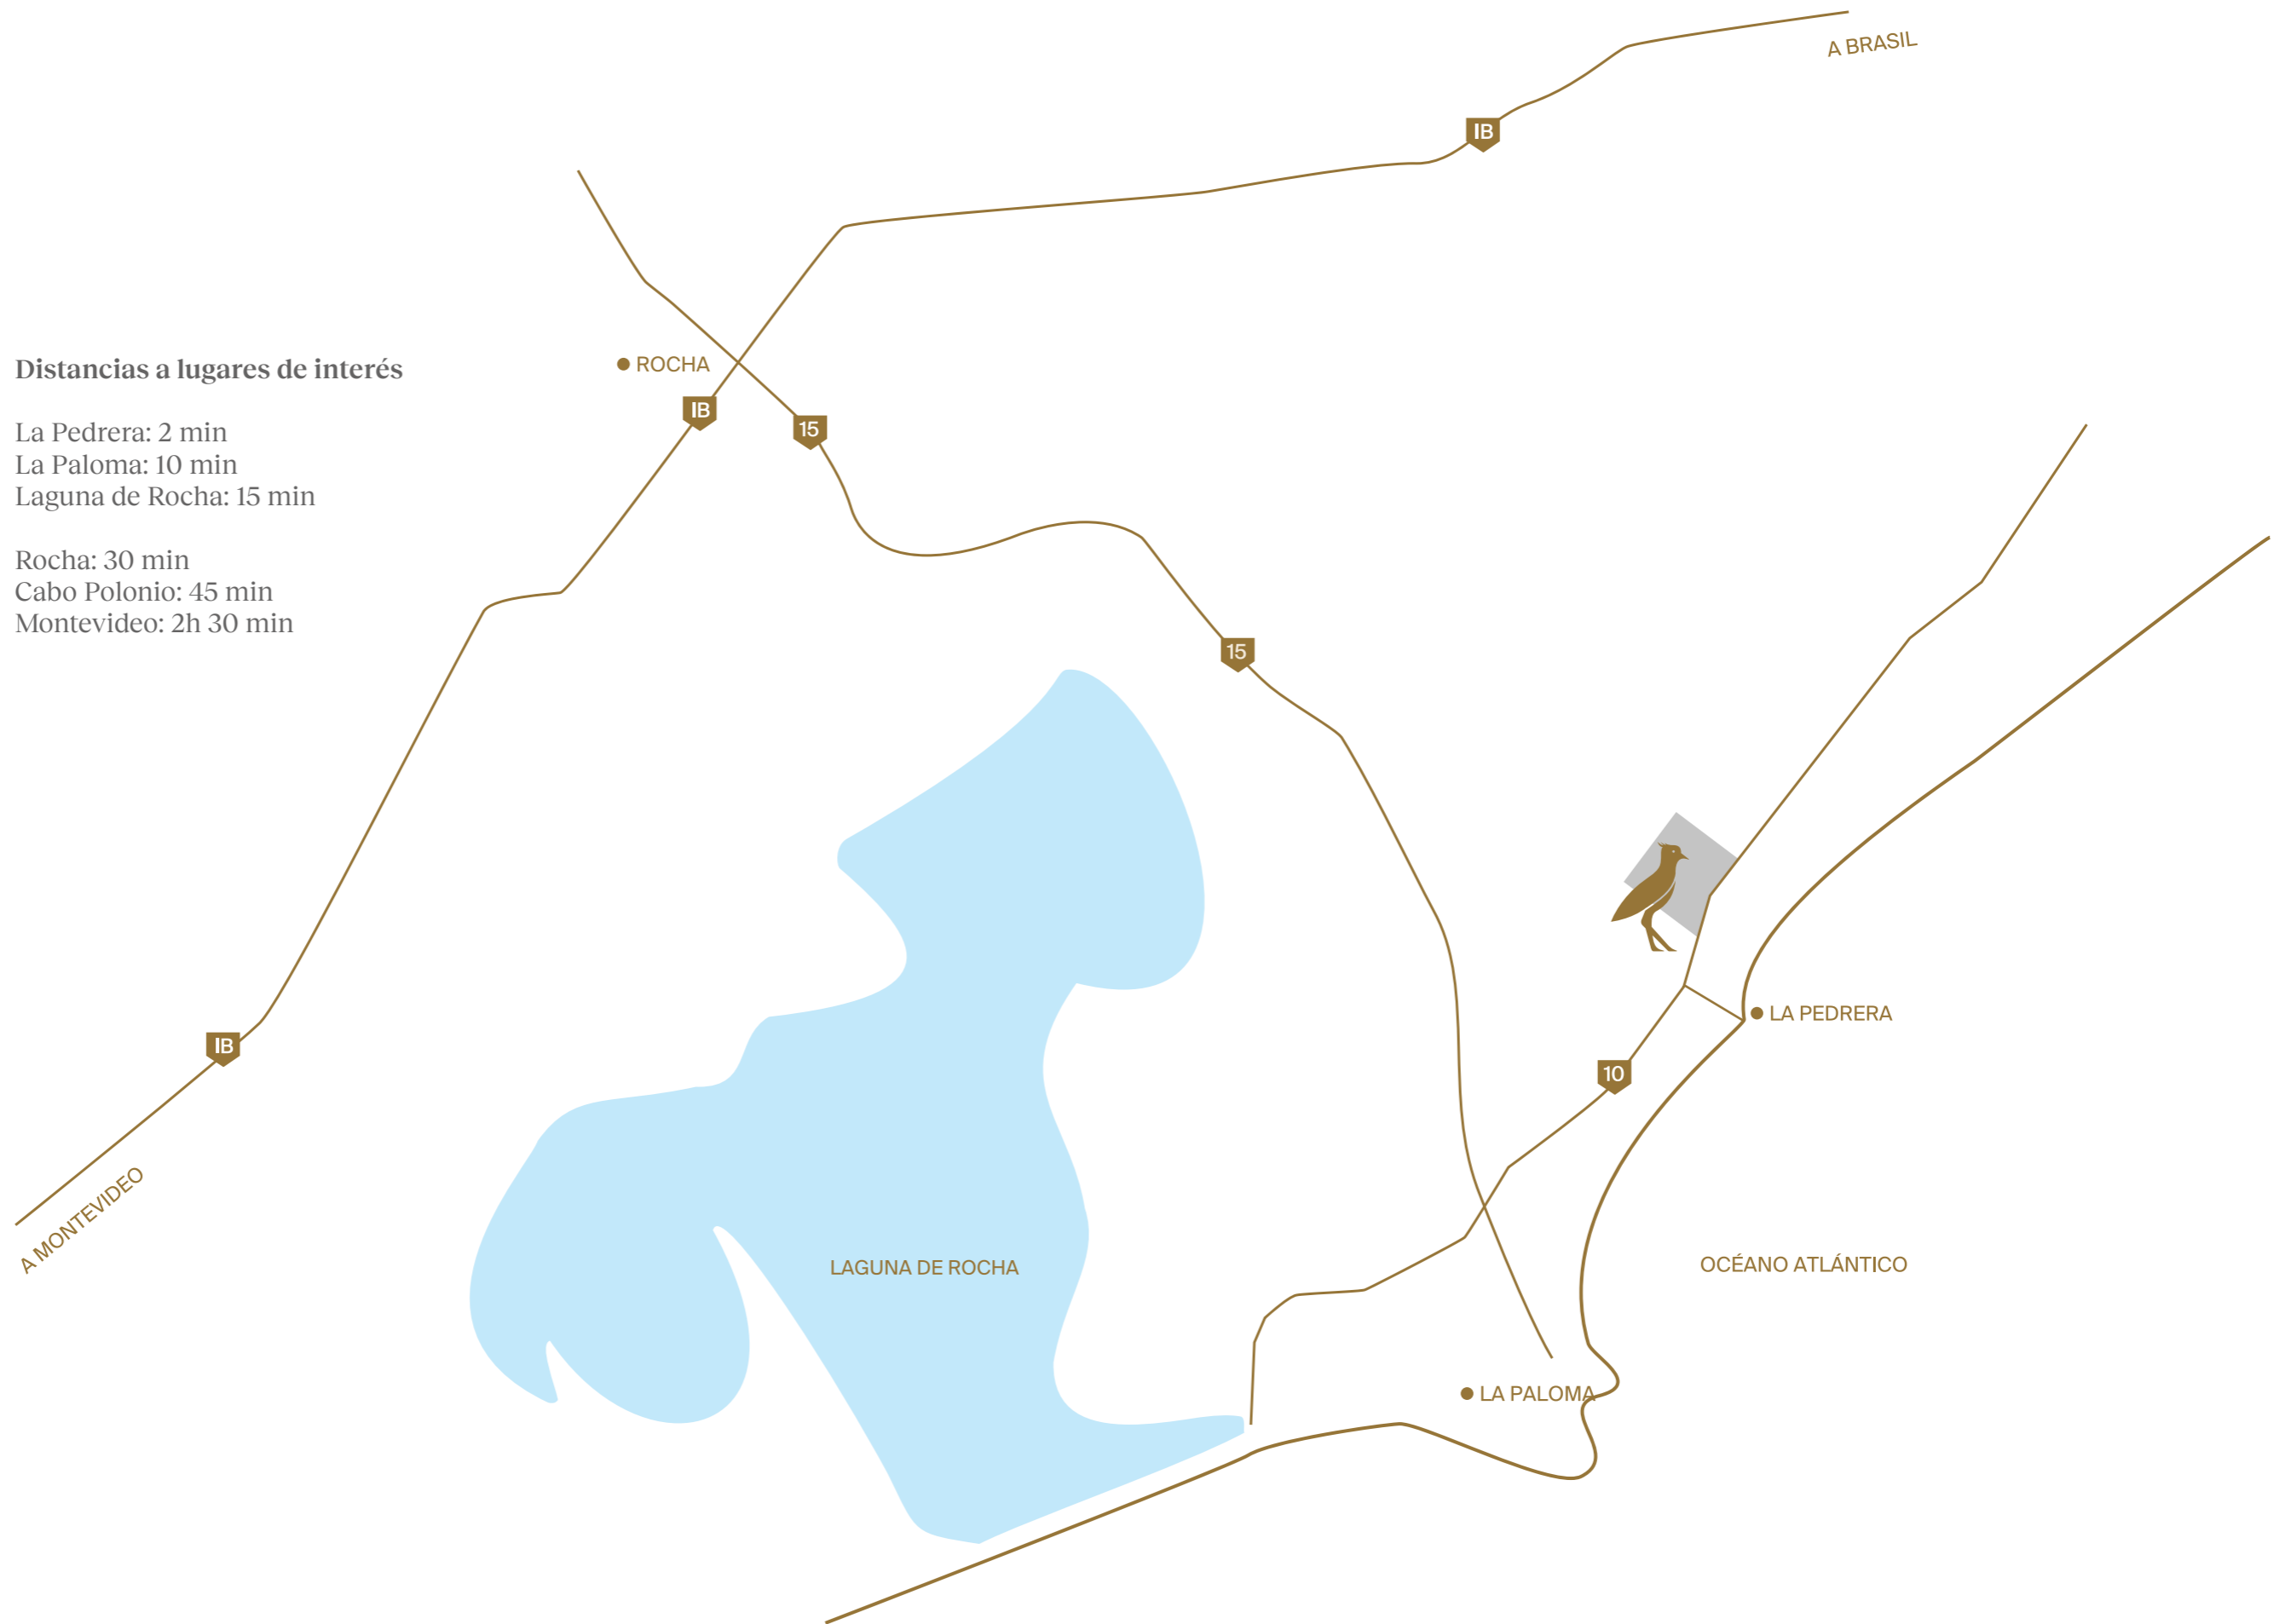 A BRASIL
IB
Distancias a lugares de interés
ROCHA
IB
15
La Pedrera: 2 min
La Paloma: 10 min
Laguna de Rocha: 15 min
Rocha: 30 min
Cabo Polonio: 45 min
Montevideo: 2h 30 min
15
LA PEDRERA
IB
10
A MONTEVIDEO
LAGUNA DE ROCHA
OCÉANO ATLÁNTICO
LA PALOMA